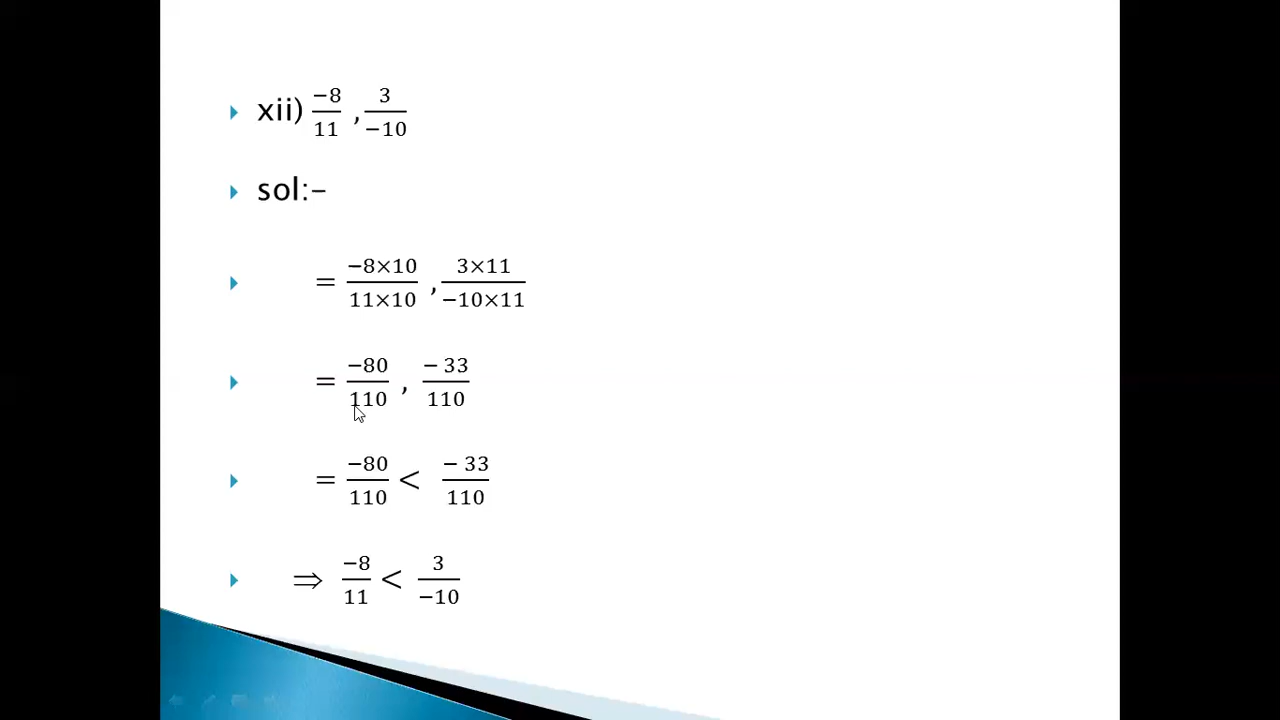 xii) −8/11 , 3/−10
sol:-
= −8×10/11×10 , 3×11/−10×11
= −80/110 , − 33/110
= −80/110 < − 33/110
⇒ −8/11 < 3/−10